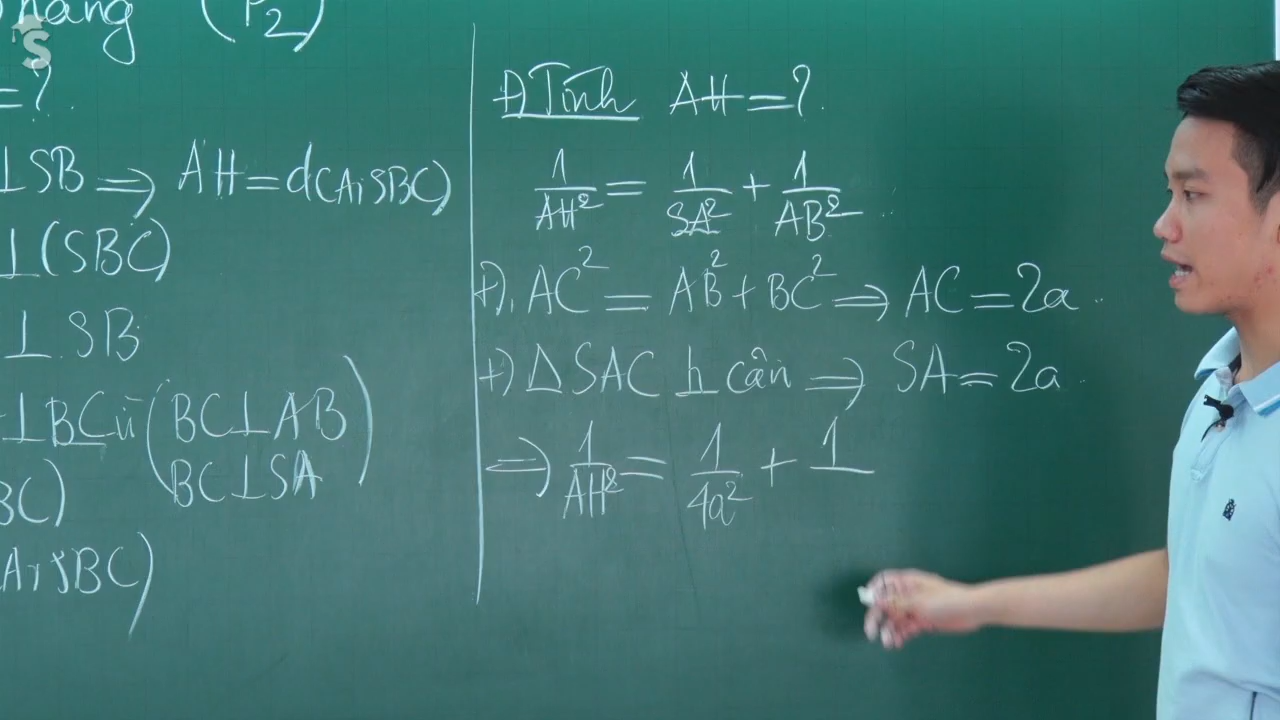 (P₂)
= ?
⊥ SB ⇒ AH = d(A; SBC)
⊥ (SBC)
⊥ SB
⊥ BC vì (BC ⊥ AB
BC ⊥ SA)
BC)
A; SBC)
+) Tính AH = ?
1/AH² = 1/SA² + 1/AB²
+). AC² = AB² + BC² ⇒ AC = 2a
+) ΔSAC ⊥ cân ⇒ SA = 2a
⇒ 1/AH² = 1/4a² + 1/
S